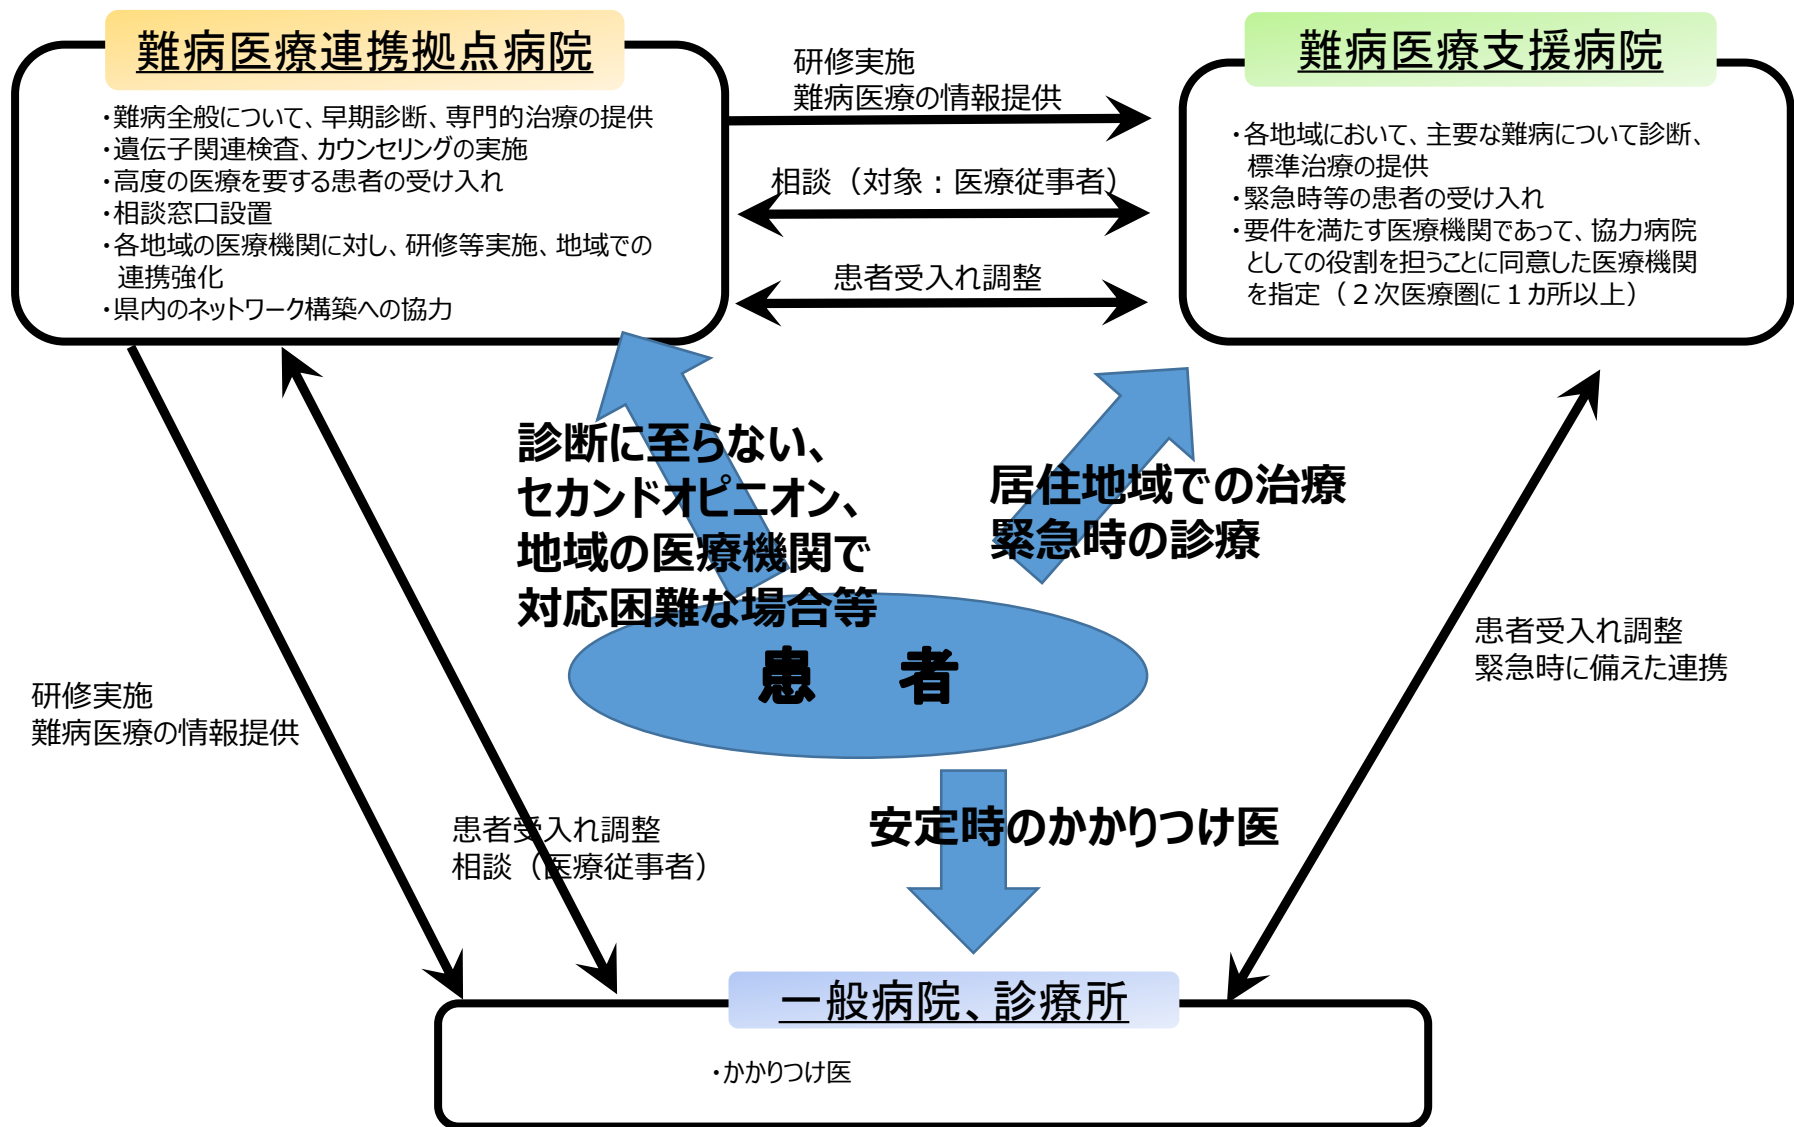 難病医療連携拠点病院
・難病全般について、早期診断、専門的治療の提供
・遺伝子関連検査、カウンセリングの実施
・高度の医療を要する患者の受け入れ
・相談窓口設置
・各地域の医療機関に対し、研修等実施、地域での
連携強化
・県内のネットワーク構築への協力
研修実施
難病医療の情報提供
相談（対象：医療従事者）
患者受入れ調整
難病医療支援病院
・各地域において、主要な難病について診断、
標準治療の提供
・緊急時等の患者の受け入れ
・要件を満たす医療機関であって、協力病院
としての役割を担うことに同意した医療機関
を指定（２次医療圏に１カ所以上）
診断に至らない、
セカンドオピニオン、
地域の医療機関で
対応困難な場合等
居住地域での治療
緊急時の診療
患　者
患者受入れ調整
緊急時に備えた連携
研修実施
難病医療の情報提供
患者受入れ調整
相談（医療従事者）
安定時のかかりつけ医
一般病院、診療所
・かかりつけ医